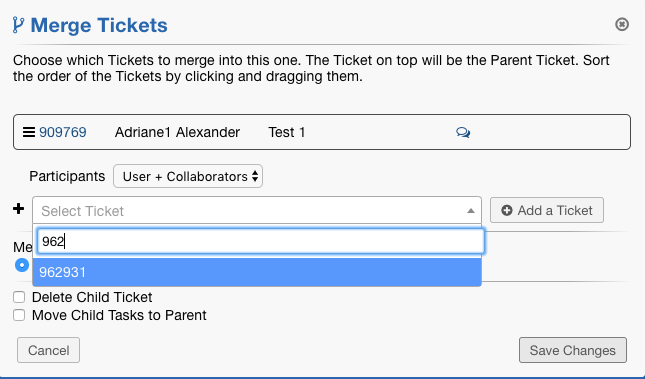 Merge Tickets
Choose which Tickets to merge into this one. The Ticket on top will be the Parent Ticket. Sort
the order of the Tickets by clicking and dragging them.
909769 Adriane1 Alexander Test 1
Participants User + Collaborators
Select Ticket Add a Ticket
962
Me
962931
Delete Child Ticket
Move Child Tasks to Parent
Cancel Save Changes